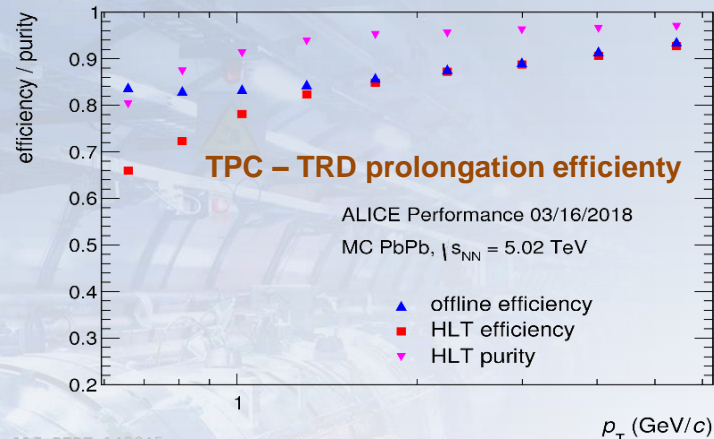 efficiency / purity
1
0.9
0.8
0.7
0.6
0.5
0.4
0.3
0.2
TPC – TRD prolongation efficienty
ALICE Performance 03/16/2018
MC PbPb, √s_NN = 5.02 TeV
offline efficiency
HLT efficiency
HLT purity
1
p_T (GeV/c)